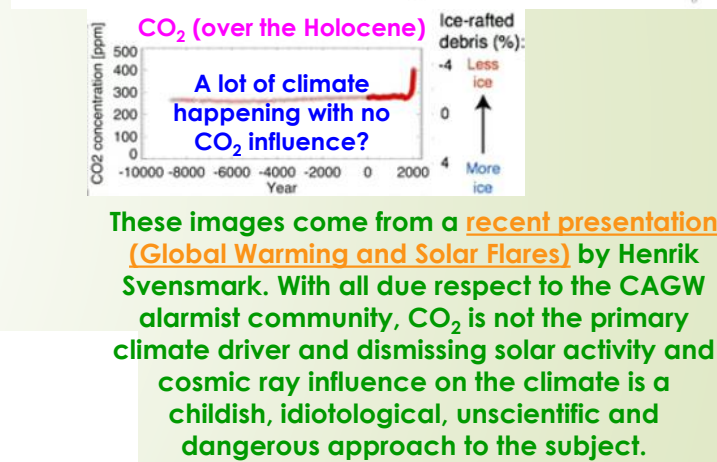 CO2 (over the Holocene)
Ice-rafted
debris (%):
CO2 concentration [ppm]
500
400
300
200
100
0
A lot of climate
happening with no
CO2 influence?
-4 Less
ice
0
4 More
ice
-10000 -8000 -6000 -4000 -2000 0 2000
Year
These images come from a recent presentation
(Global Warming and Solar Flares) by Henrik
Svensmark. With all due respect to the CAGW
alarmist community, CO2 is not the primary
climate driver and dismissing solar activity and
cosmic ray influence on the climate is a
childish, idiotological, unscientific and
dangerous approach to the subject.